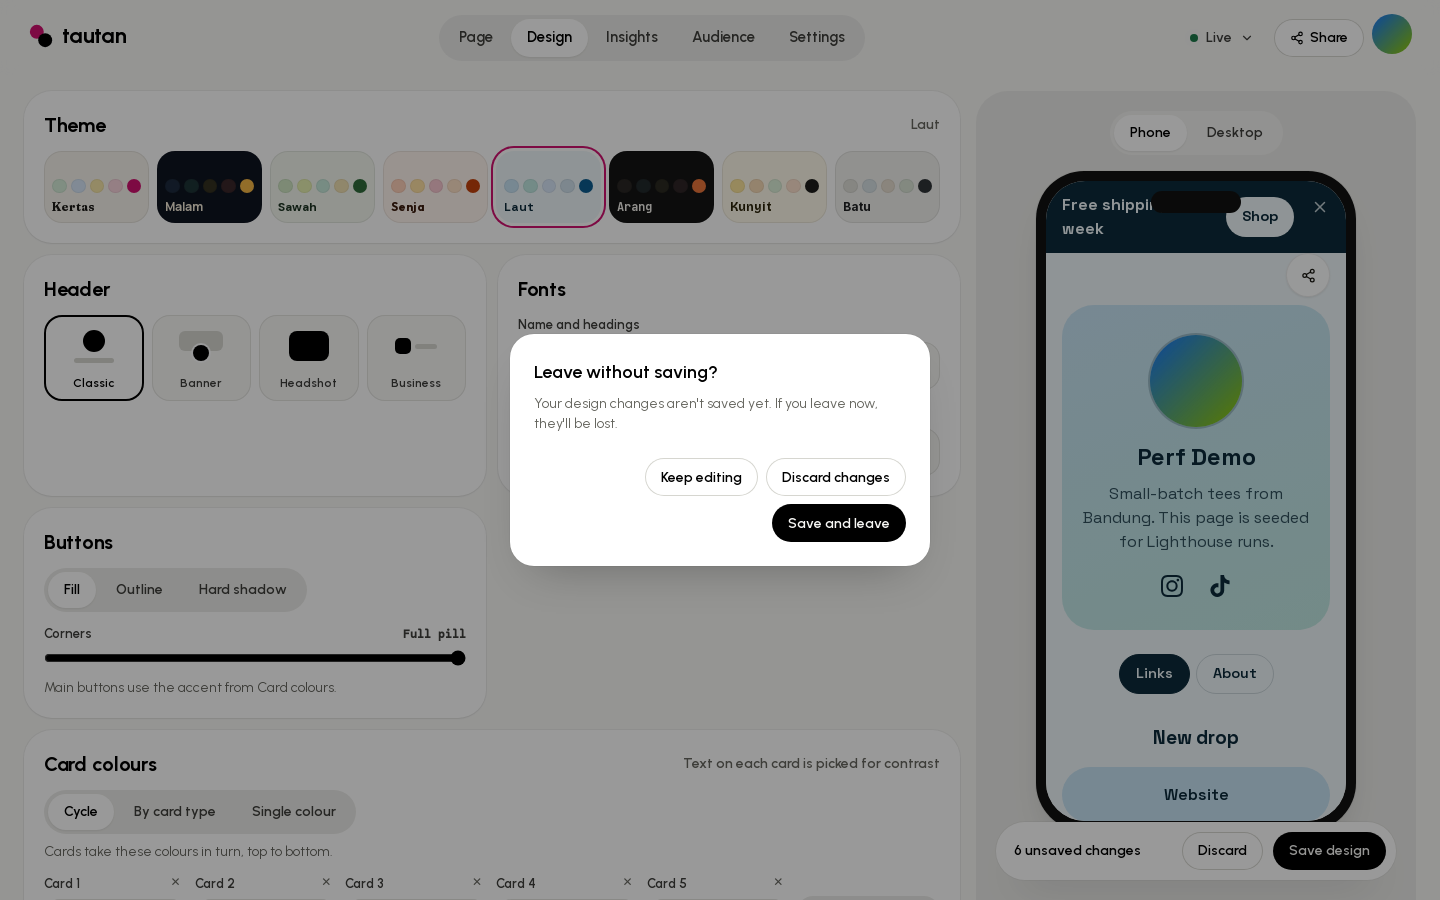 tautan
Page
Design
Insights
Audience
Settings
Live
Share
Theme
Laut
Kertas
Malam
Sawah
Senja
Laut
Arang
Kunyit
Batu
Header
Classic
Banner
Headshot
Business
Fonts
Name and headings
Leave without saving?
Your design changes aren't saved yet. If you leave now,
they'll be lost.
Keep editing
Discard changes
Save and leave
Buttons
Fill
Outline
Hard shadow
Corners
Full pill
Main buttons use the accent from Card colours.
Card colours
Text on each card is picked for contrast
Cycle
By card type
Single colour
Cards take these colours in turn, top to bottom.
Card 1
Card 2
Card 3
Card 4
Card 5
Phone
Desktop
Free
week
Shop
Perf Demo
Small-batch tees from
Bandung. This page is seeded
for Lighthouse runs.
Links
About
New drop
Website
6 unsaved changes
Discard
Save design